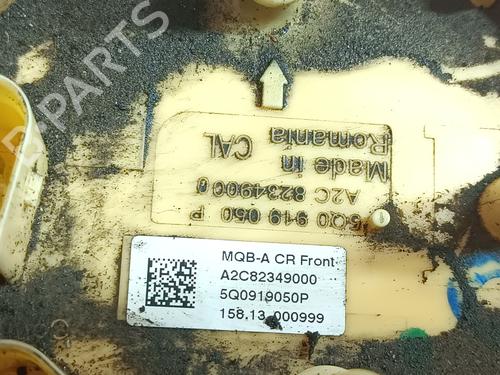 B-PARTS
5Q0 919 050 P
A2C 82349000
Made in CAL
Romania
MQB-A CR Front
A2C82349000
5Q0919050P
158.13 000999